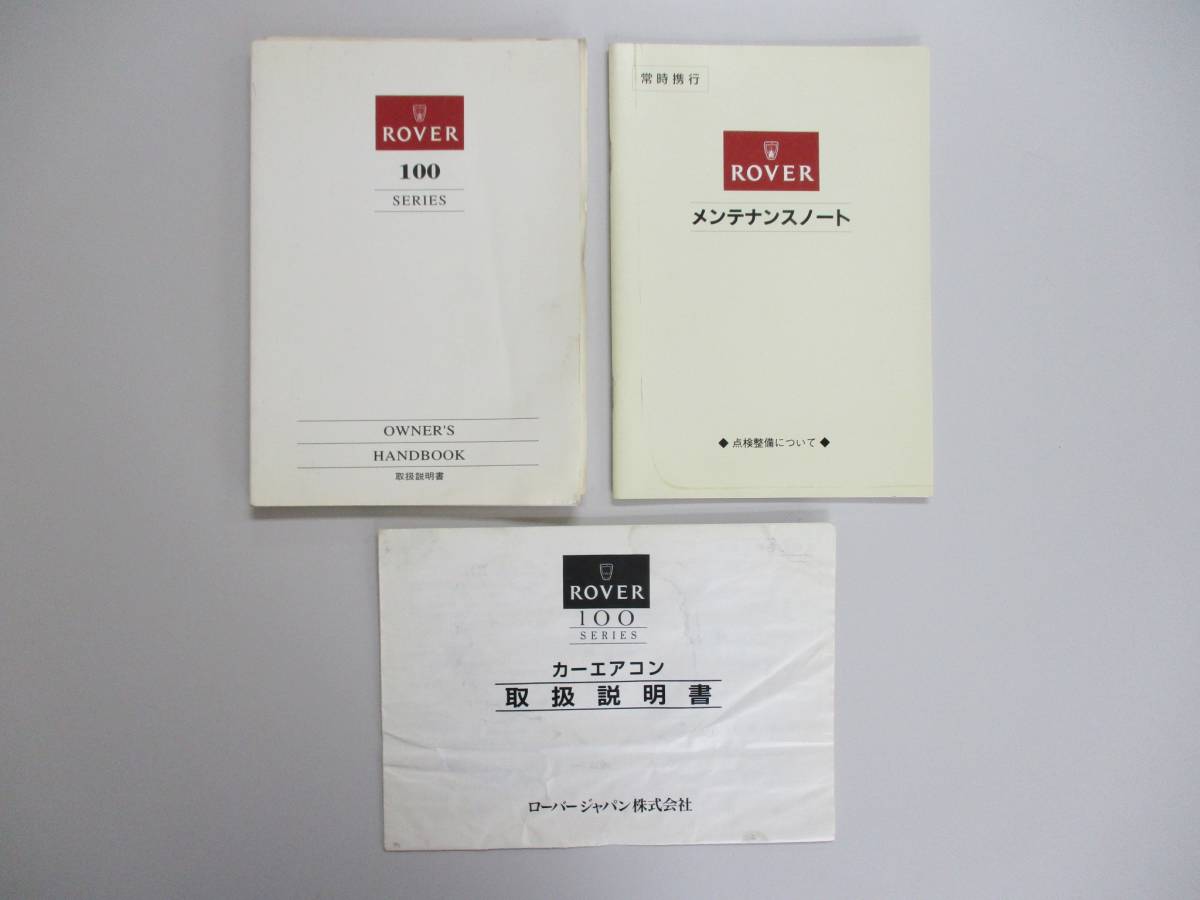 ROVER
100
SERIES
OWNER'S
HANDBOOK
取扱説明書
常時携行
ROVER
メンテナンスノート
◆ 点検整備について ◆
ROVER
100
SERIES
カーエアコン
取扱説明書
ローバージャパン株式会社